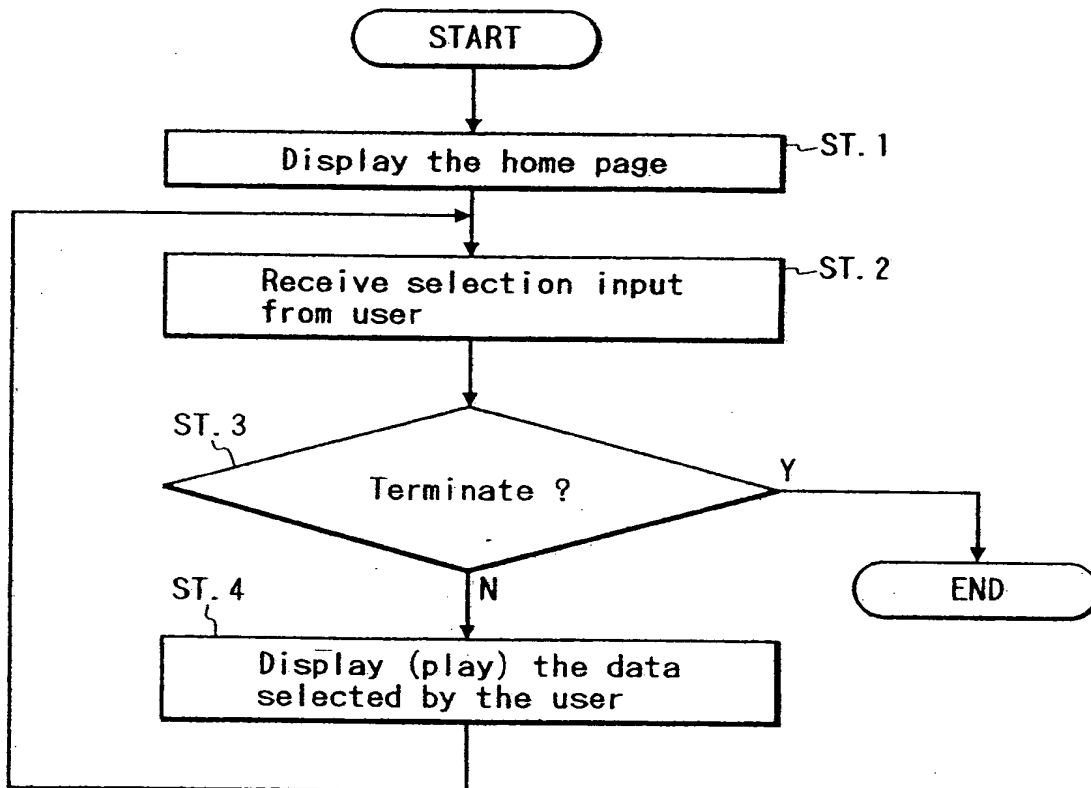 START
Display the home page
ST. 1
Receive selection input
from user
ST. 2
ST. 3
Terminate ?
Y
N
END
ST. 4
Display (play) the data
selected by the user